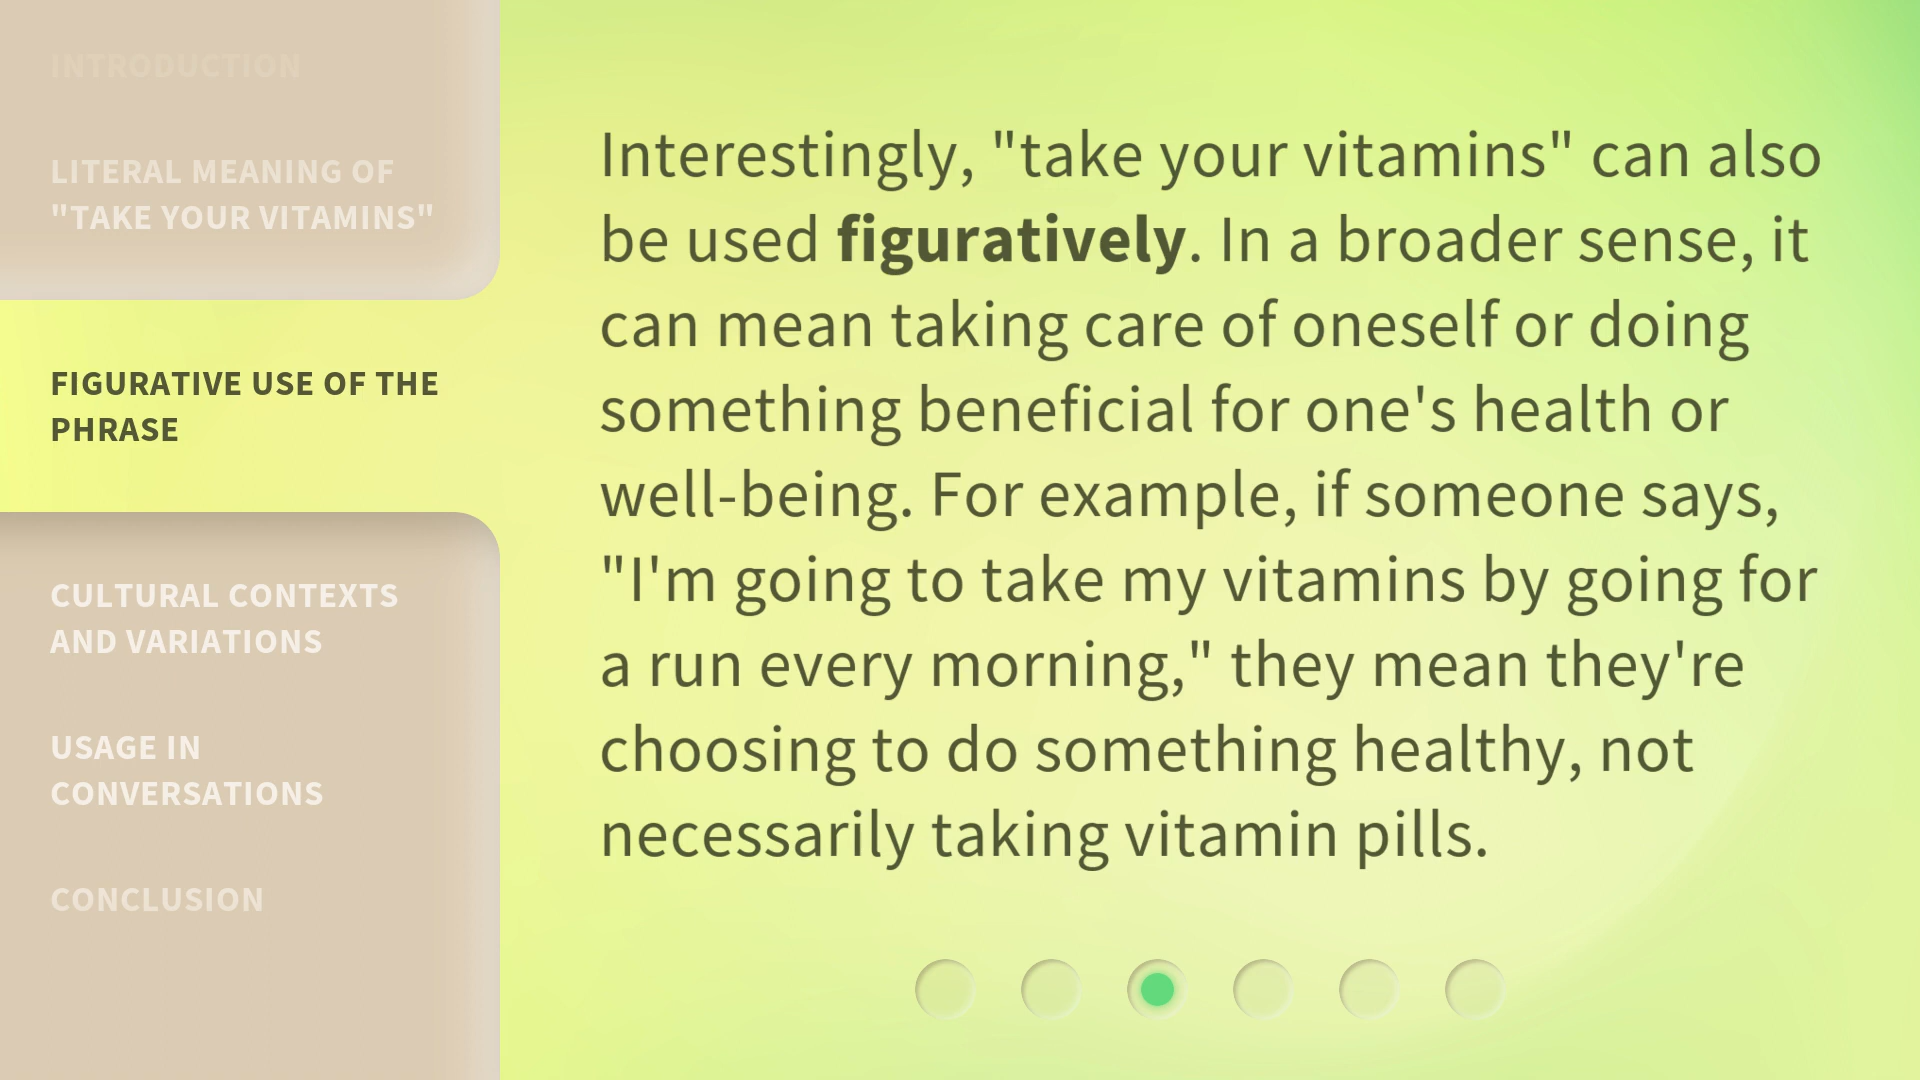 INTRODUCTION
LITERAL MEANING OF
"TAKE YOUR VITAMINS"
FIGURATIVE USE OF THE
PHRASE
CULTURAL CONTEXTS
AND VARIATIONS
USAGE IN
CONVERSATIONS
CONCLUSION
Interestingly, "take your vitamins" can also
be used figuratively. In a broader sense, it
can mean taking care of oneself or doing
something beneficial for one's health or
well-being. For example, if someone says,
"I'm going to take my vitamins by going for
a run every morning," they mean they're
choosing to do something healthy, not
necessarily taking vitamin pills.